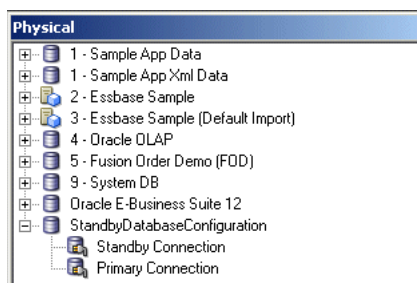 Physical
1 - Sample App Data
1 - Sample App Xml Data
2 - Essbase Sample
3 - Essbase Sample (Default Import)
4 - Oracle OLAP
5 - Fusion Order Demo (FOD)
9 - System DB
Oracle E-Business Suite 12
StandbyDatabaseConfiguration
Standby Connection
Primary Connection